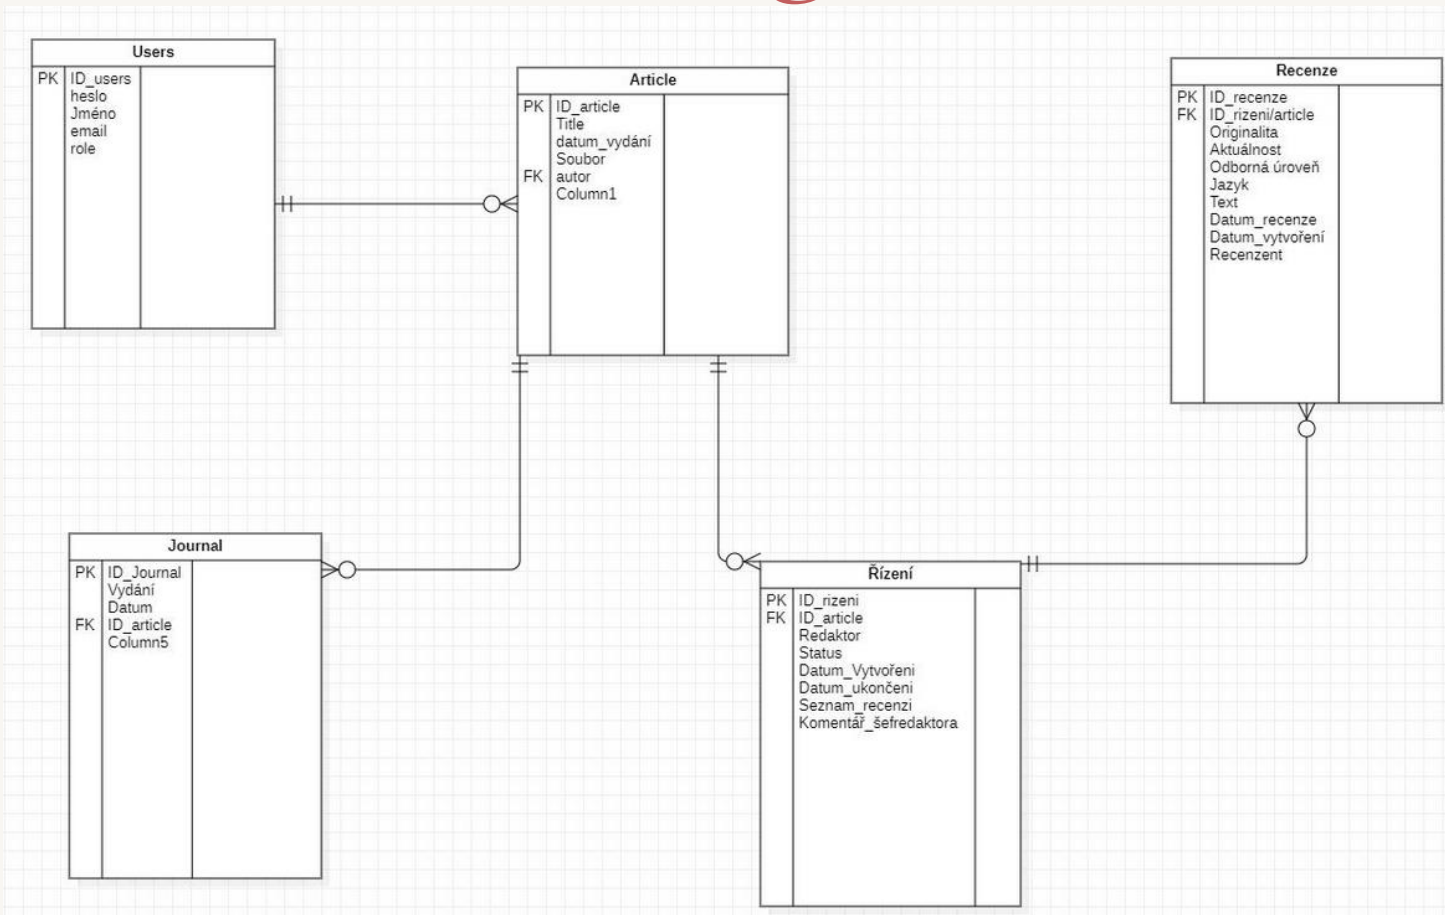 Users
PK ID_users
heslo
Jméno
email
role
Article
PK ID_article
Title
datum_vydání
Soubor
FK autor
Column1
Recenze
PK ID_recenze
FK ID_rizeni/article
Originalita
Aktuálnost
Odborná úroveň
Jazyk
Text
Datum_recenze
Datum_vytvoření
Recenzent
Journal
PK ID_Journal
Vydání
Datum
FK ID_article
Column5
Řízení
PK ID_rizeni
FK ID_article
Redaktor
Status
Datum_Vytvořeni
Datum_ukončeni
Seznam_recenzi
Komentář_šefredaktora